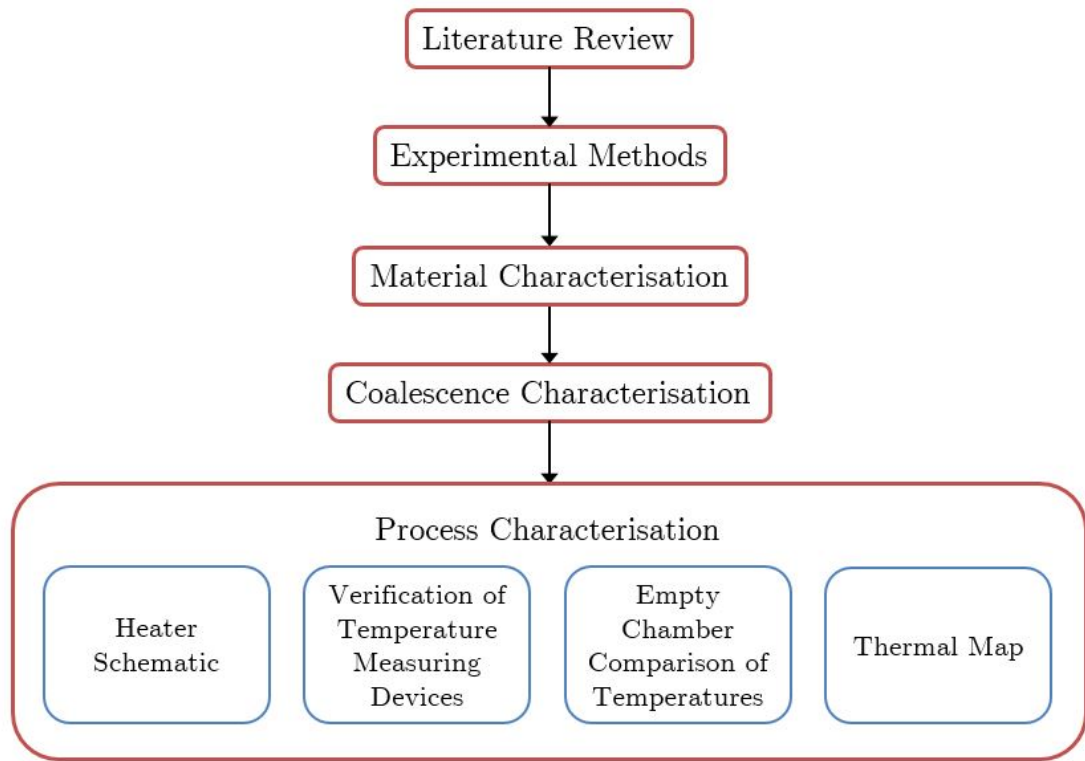 Literature Review
Experimental Methods
Material Characterisation
Coalescence Characterisation
Process Characterisation
Heater
Schematic
Verification of
Temperature
Measuring
Devices
Empty
Chamber
Comparison of
Temperatures
Thermal Map